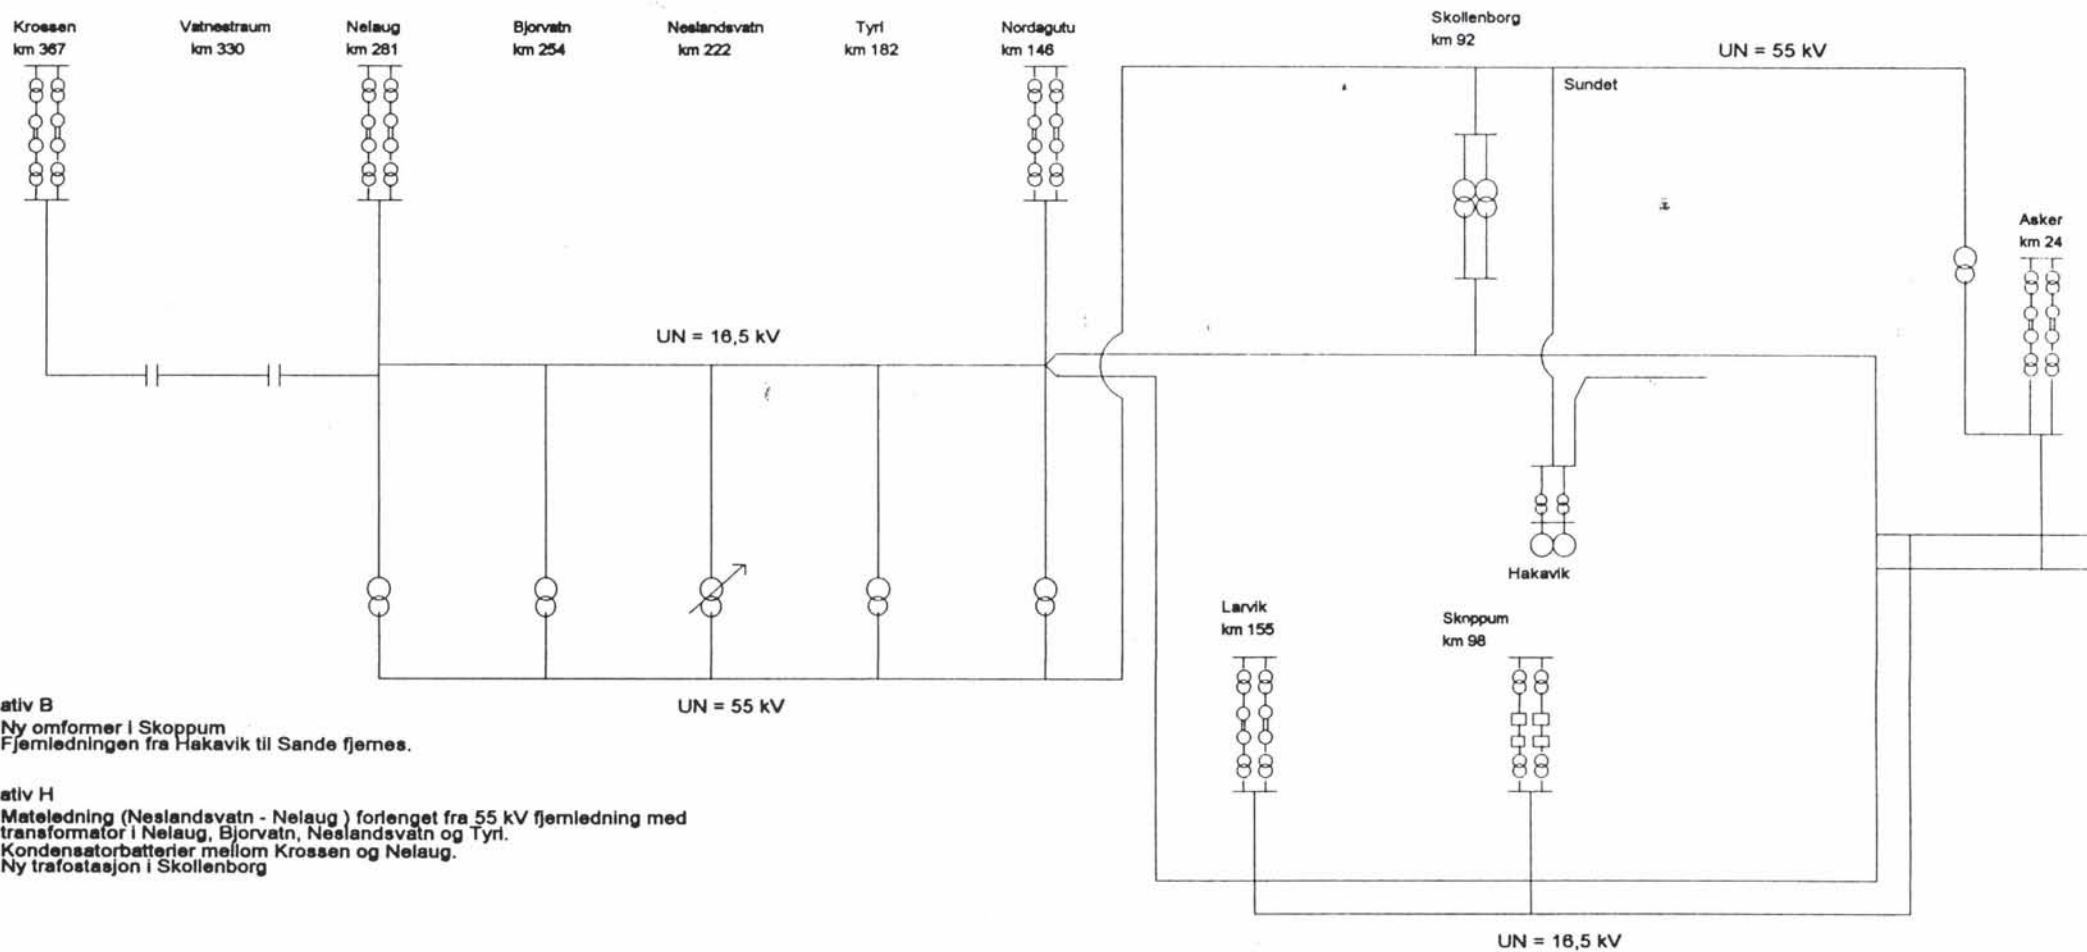 Krossen
km 367
Vatnestraum
km 330
Nelaug
km 281
Bjorvatn
km 254
Neslandsvatn
km 222
Tyri
km 182
Nordagutu
km 146
Skollenborg
km 92
UN = 55 kV
Sundet
Asker
km 24
UN = 16,5 kV
Hakavik
Larvik
km 155
Skoppum
km 98
UN = 55 kV
ativ B
Ny omformer i Skoppum
Fjernledningen fra Hakavik til Sande fjernes.
ativ H
Mateledning (Neslandsvatn - Nelaug ) forlenget fra 55 kV fjernledning med
transformator i Nelaug, Bjorvatn, Neslandsvatn og Tyri.
Kondensatorbatterier mellom Krossen og Nelaug.
Ny trafostasjon i Skollenborg
UN = 16,5 kV